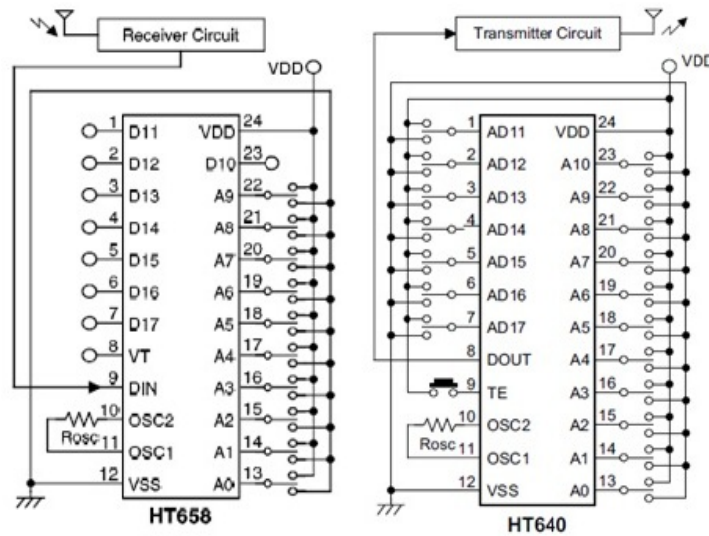 Receiver Circuit
VDD
1 D11 VDD 24
2 D12 D10 23
3 D13 A9 22
4 D14 A8 21
5 D15 A7 20
6 D16 A6 19
7 D17 A5 18
8 VT A4 17
9 DIN A3 16
10 OSC2 A2 15
Rosc
11 OSC1 A1 14
12 VSS A0 13
HT658
Transmitter Circuit
VDD
1 AD11 VDD 24
2 AD12 A10 23
3 AD13 A9 22
4 AD14 A8 21
5 AD15 A7 20
6 AD16 A6 19
7 AD17 A5 18
8 DOUT A4 17
9 TE A3 16
10 OSC2 A2 15
Rosc
11 OSC1 A1 14
12 VSS A0 13
HT640